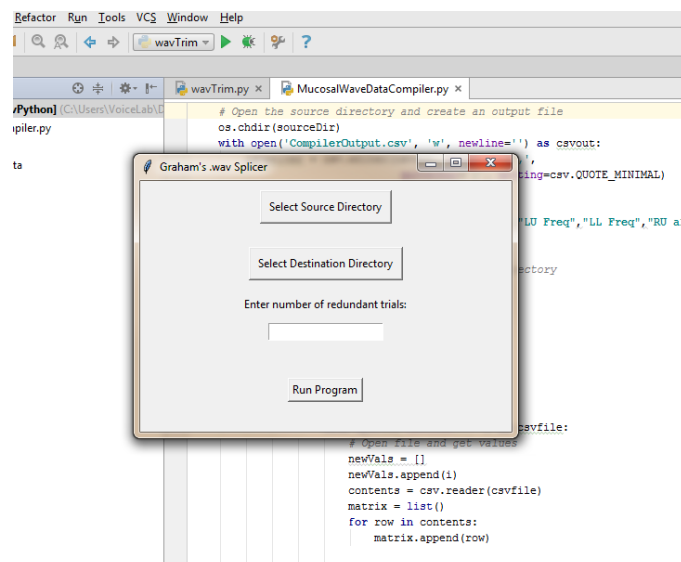 Refactor Run Tools VCS Window Help
wavTrim
wavTrim.py MucosalWaveDataCompiler.py
Python] (C:\Users\VoiceLab\D
piler.py
ta
# Open the source directory and create an output file
os.chdir(sourceDir)
with open('CompilerOutput.csv', 'w', newline='') as csvout:
ting=csv.QUOTE_MINIMAL)
"LU Freq","LL Freq","RU a
ectory
Graham's .wav Splicer
Select Source Directory
Select Destination Directory
Enter number of redundant trials:
Run Program
csvfile:
# Open file and get values
newVals = []
newVals.append(i)
contents = csv.reader(csvfile)
matrix = list()
for row in contents:
matrix.append(row)